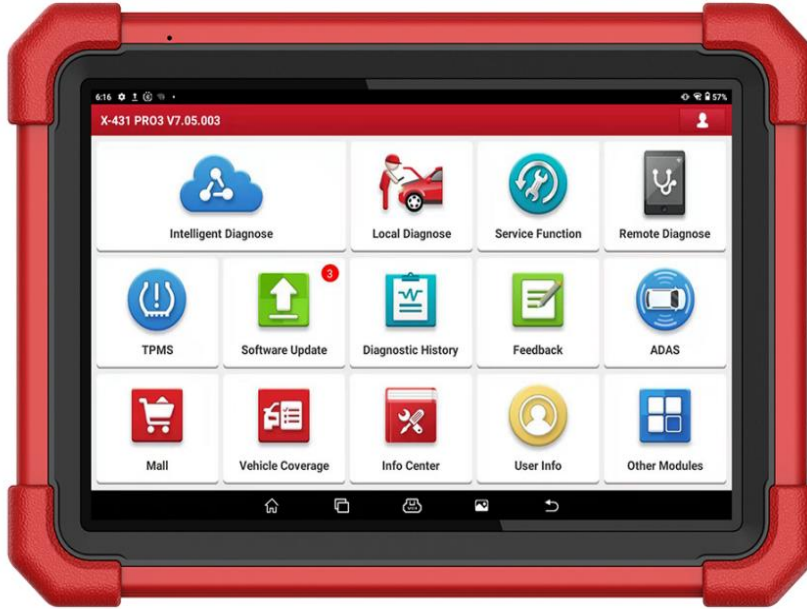 6:16
57%
X-431 PRO3 V7.05.003
Intelligent Diagnose
Local Diagnose
Service Function
Remote Diagnose
3
TPMS
Software Update
Diagnostic History
Feedback
ADAS
Mall
Vehicle Coverage
Info Center
User Info
Other Modules